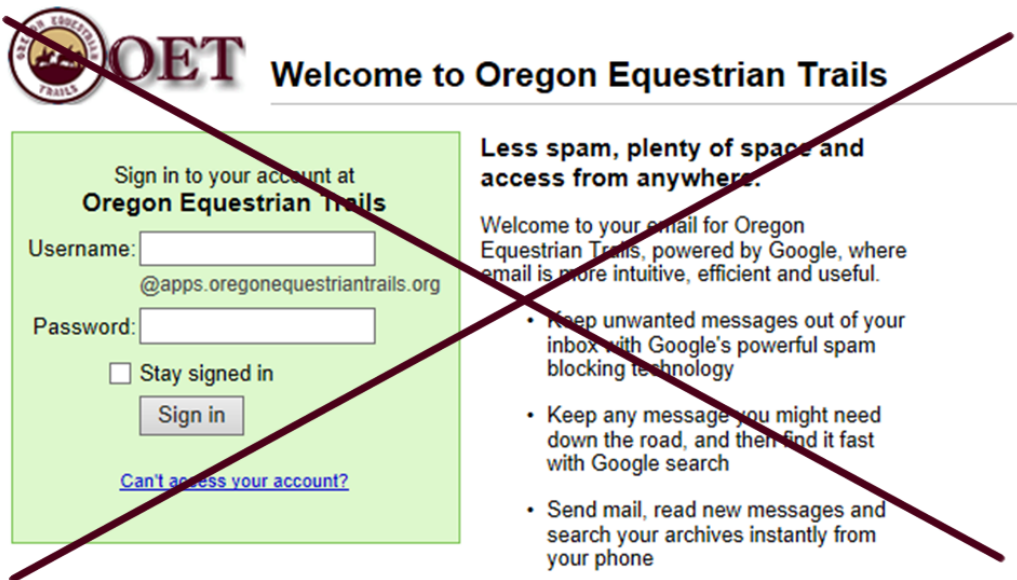 OREGON EQUESTRIAN
TRAILS
OET
Welcome to Oregon Equestrian Trails
Sign in to your account at
Oregon Equestrian Trails
Username:
@apps.oregonequestriantrails.org
Password:
Stay signed in
Sign in
Can't access your account?
Less spam, plenty of space and
access from anywhere.
Welcome to your email for Oregon
Equestrian Trails, powered by Google, where
email is more intuitive, efficient and useful.
• Keep unwanted messages out of your
inbox with Google's powerful spam
blocking technology
• Keep any message you might need
down the road, and then find it fast
with Google search
• Send mail, read new messages and
search your archives instantly from
your phone